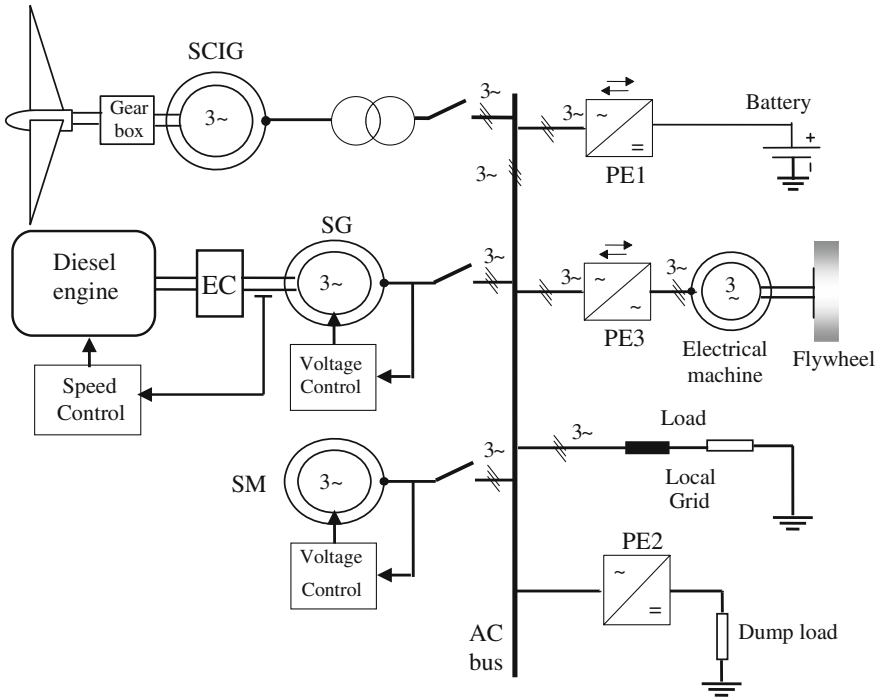 SCIG
Gear
box
3~
3~
3~
3~
~
=
PE1
Battery
+
-
Diesel
engine
EC
SG
3~
3~
Voltage
Control
Speed
Control
3~
~
~
PE3
3~
3
~
Electrical
machine
Flywheel
SM
3~
3~
Voltage
Control
3~
Load
Local
Grid
PE2
~
=
Dump load
AC
bus